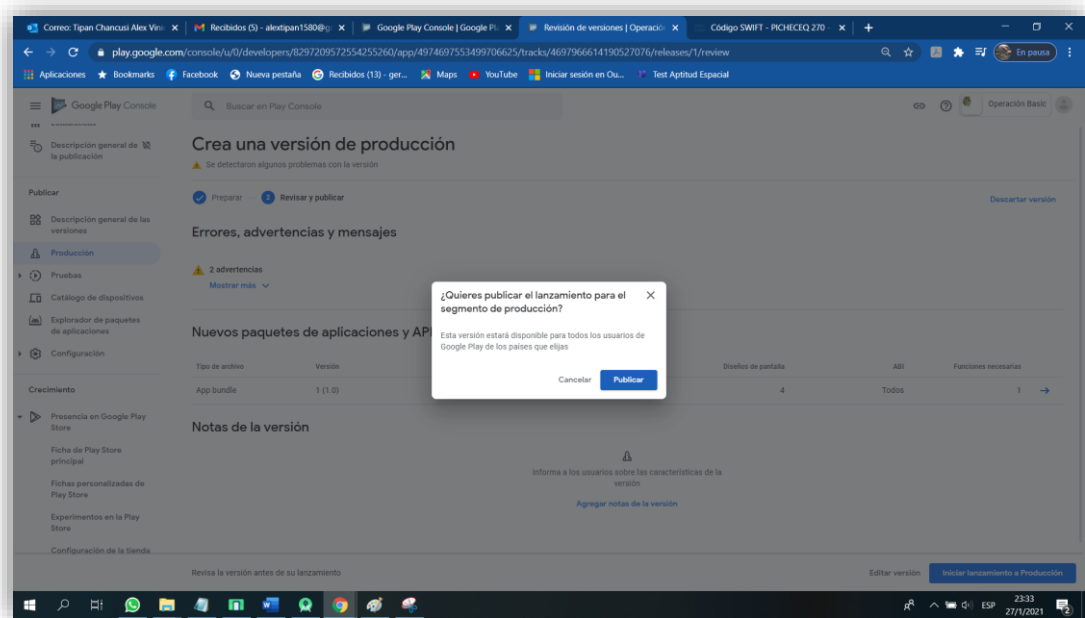 Correo: Tipan Chancusi Alex Vini
Recibidos (5) - alextipan1580@g
Google Play Console | Google Pl
Revisión de versiones | Operació
Código SWIFT - PICHECEQ 270 -
play.google.com/console/u/0/developers/8297209572554255260/app/4974697553499706625/tracks/4697966614190527076/releases/1/review
En pausa
Aplicaciones
Bookmarks
Facebook
Nueva pestaña
Recibidos (13) - ger...
Maps
YouTube
Iniciar sesión en Ou...
Test Aptitud Espacial
Google Play Console
Buscar en Play Console
Operación Basic
Descripción general de
la publicación
Publicar
Descripción general de las
versiones
Producción
Pruebas
Catálogo de dispositivos
Explorador de paquetes
de aplicaciones
Configuración
Crecimiento
Presencia en Google Play
Store
Ficha de Play Store
principal
Fichas personalizadas de
Play Store
Experimentos en la Play
Store
Configuración de la tienda
Crea una versión de producción
Se detectaron algunos problemas con la versión
Preparar
2 Revisar y publicar
Descartar versión
Errores, advertencias y mensajes
2 advertencias
Mostrar más
¿Quieres publicar el lanzamiento para el
segmento de producción?
Esta versión estará disponible para todos los usuarios de
Google Play de los países que elijas
Cancelar
Publicar
Nuevos paquetes de aplicaciones y AP
Tipo de archivo
Versión
Diseños de pantalla
ABI
Funciones necesarias
App bundle
1 (1.0)
4
Todos
1
Notas de la versión
Informa a los usuarios sobre las características de la
versión
Agregar notas de la versión
Revisa la versión antes de su lanzamiento
Editar versión
Iniciar lanzamiento a Producción
ESP
23:33
27/1/2021
2